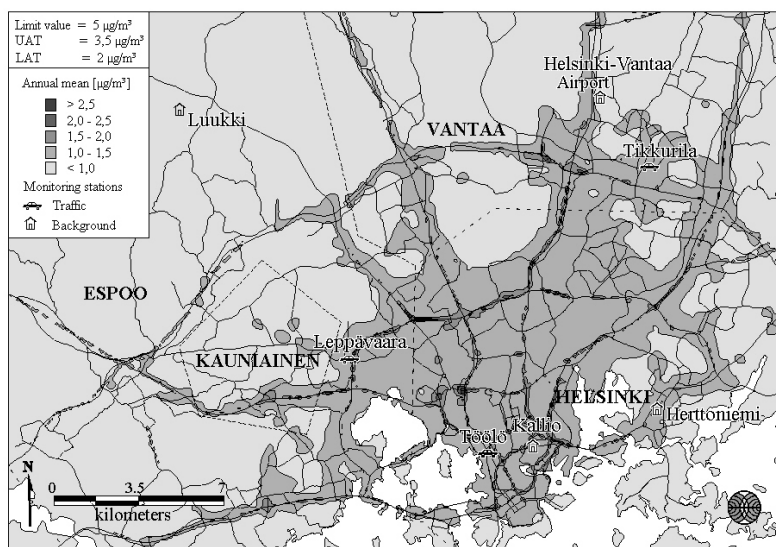 Limit value = 5 µg/m³
UAT = 3,5 µg/m³
LAT = 2 µg/m³
Annual mean [µg/m³]
> 2,5
2,0 - 2,5
1,5 - 2,0
1,0 - 1,5
< 1,0
Monitoring stations
Traffic
Background
Luukki
Helsinki-Vantaa
Airport
VANTAA
Tikkurila
ESPOO
Leppävaara
KAUNIAINEN
HELSINKI
Herttoniemi
Kallio
Töölö
N
0 3.5 7
kilometers